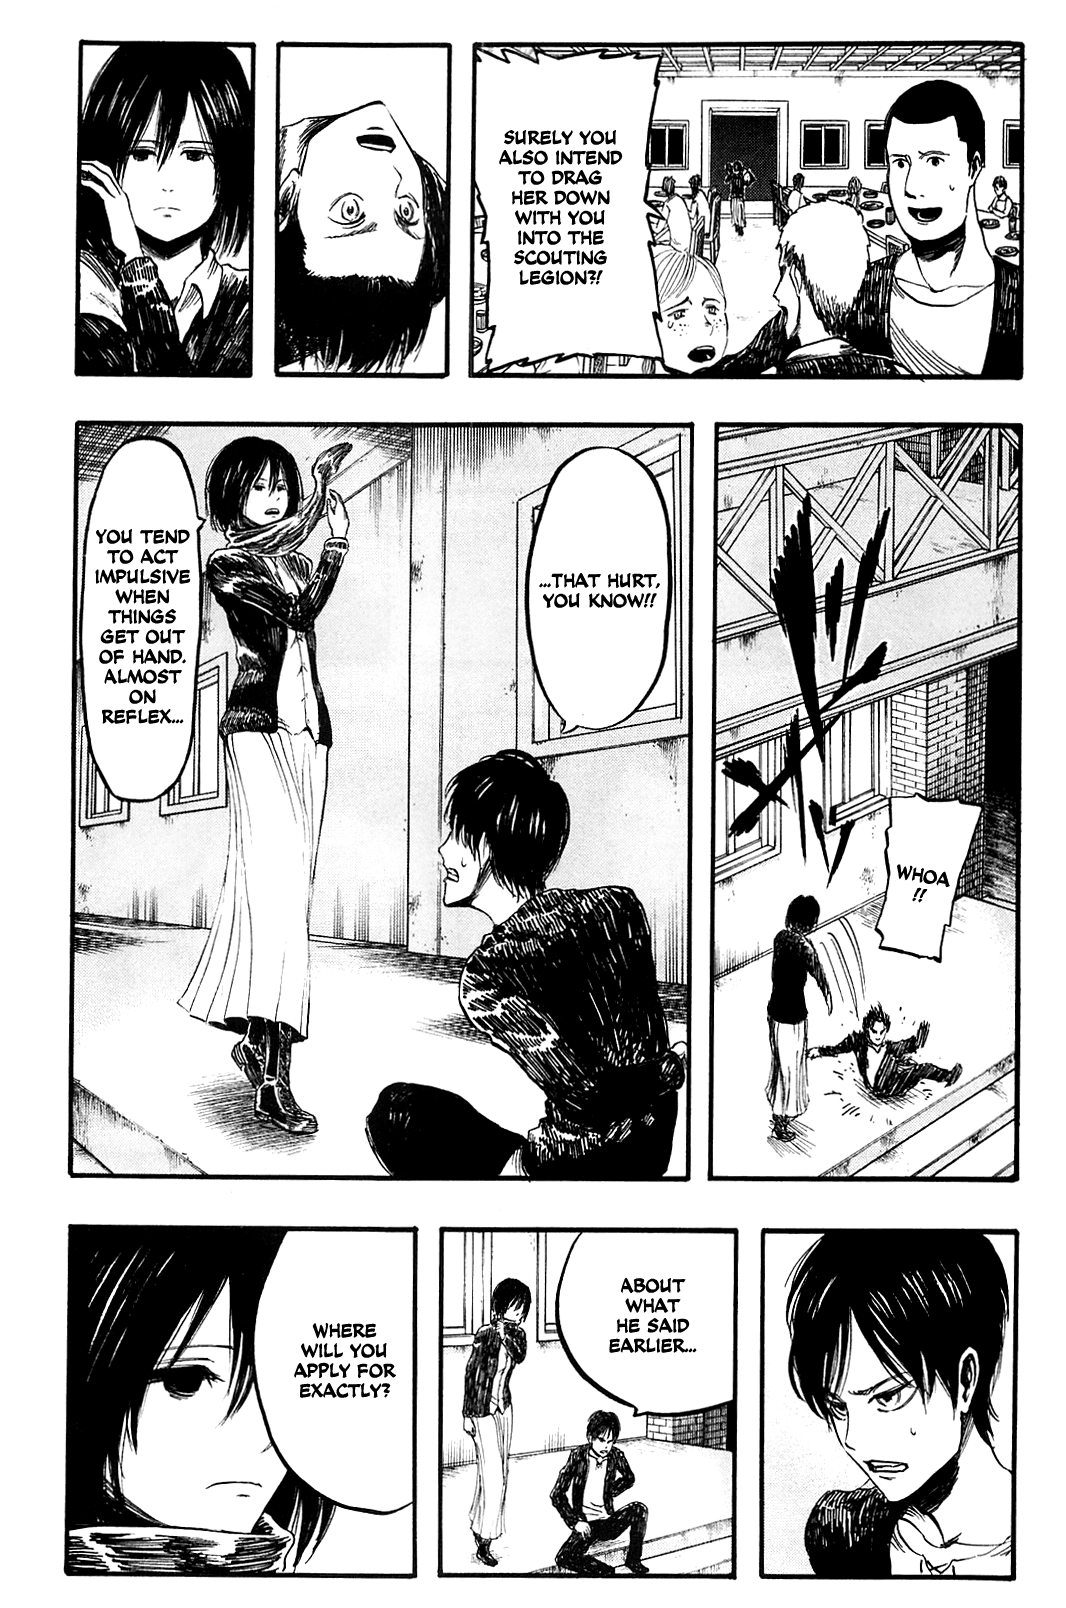 SURELY YOU
ALSO INTEND
TO DRAG
HER DOWN
WITH YOU
INTO THE
SCOUTING
LEGION?!
WHOA
!!
...THAT HURT,
YOU KNOW!!
YOU TEND
TO ACT
IMPULSIVE
WHEN
THINGS
GET OUT
OF HAND.
ALMOST
ON
REFLEX...
ABOUT
WHAT
HE SAID
EARLIER...
WHERE
WILL YOU
APPLY FOR
EXACTLY?